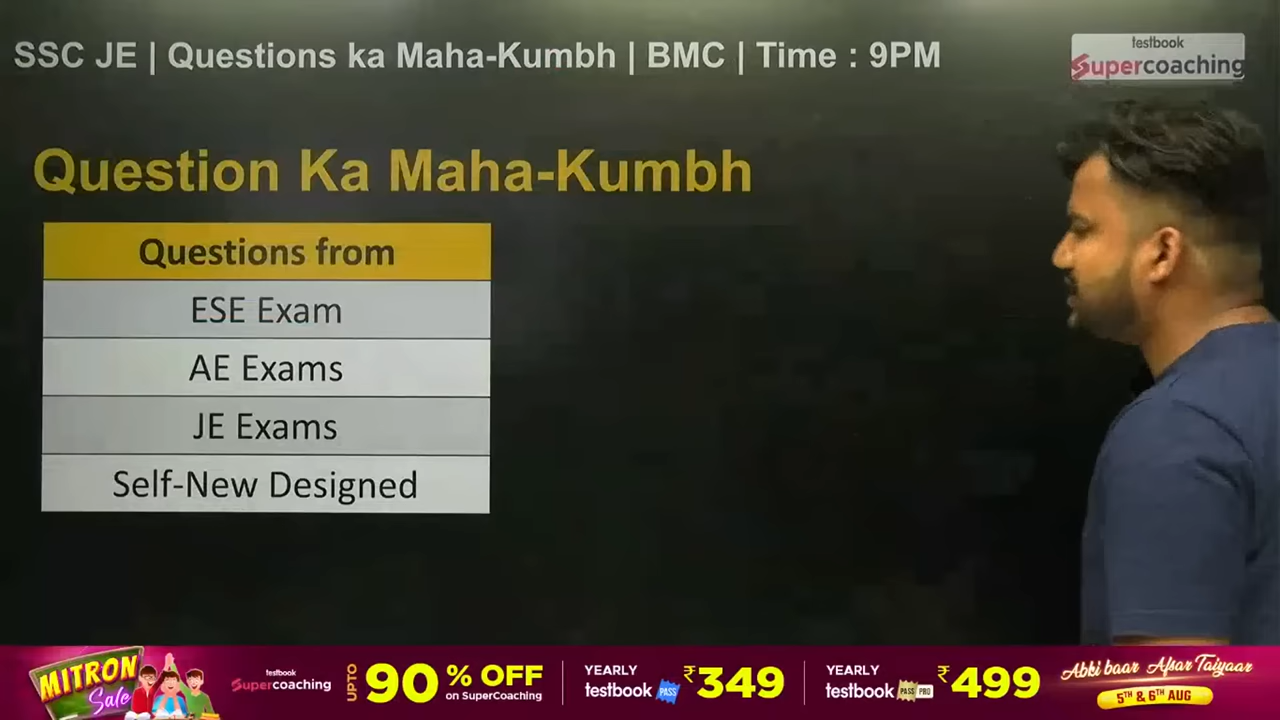 SSC JE | Questions ka Maha-Kumbh | BMC | Time : 9PM
testbook
Supercoaching
Question Ka Maha-Kumbh
Questions from
ESE Exam
AE Exams
JE Exams
Self-New Designed
MITRON
Sale
testbook
Supercoaching
UPTO 90 % OFF
on SuperCoaching
YEARLY
testbook PASS
₹349
YEARLY
testbook PASS PRO
₹499
Abki baar Afsar Taiyaar
5TH & 6TH AUG